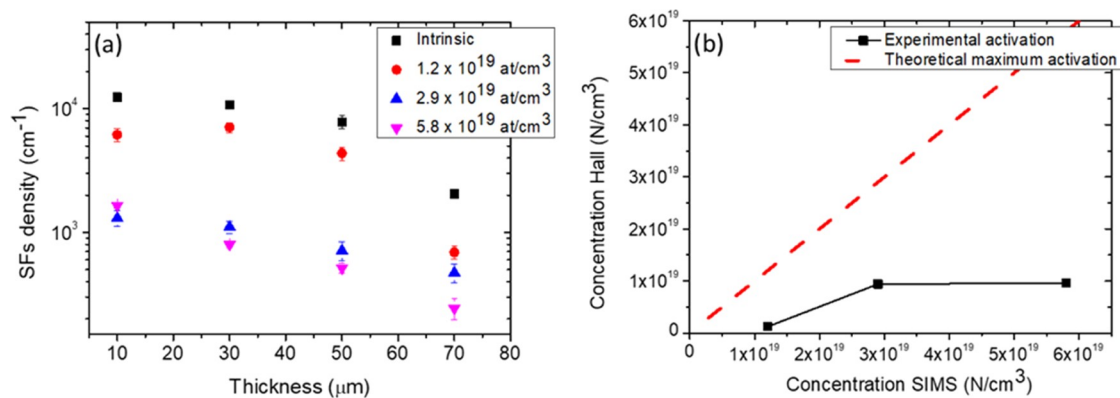 (a)
Intrinsic
1.2 x 10^19 at/cm^3
2.9 x 10^19 at/cm^3
5.8 x 10^19 at/cm^3
10^4
10^3
SFs density (cm^-1)
10 20 30 40 50 60 70 80
Thickness (μm)
(b)
Experimental activation
Theoretical maximum activation
6x10^19
5x10^19
4x10^19
3x10^19
2x10^19
1x10^19
0
Concentration Hall (N/cm^3)
0 1x10^19 2x10^19 3x10^19 4x10^19 5x10^19 6x10^19
Concentration SIMS (N/cm^3)